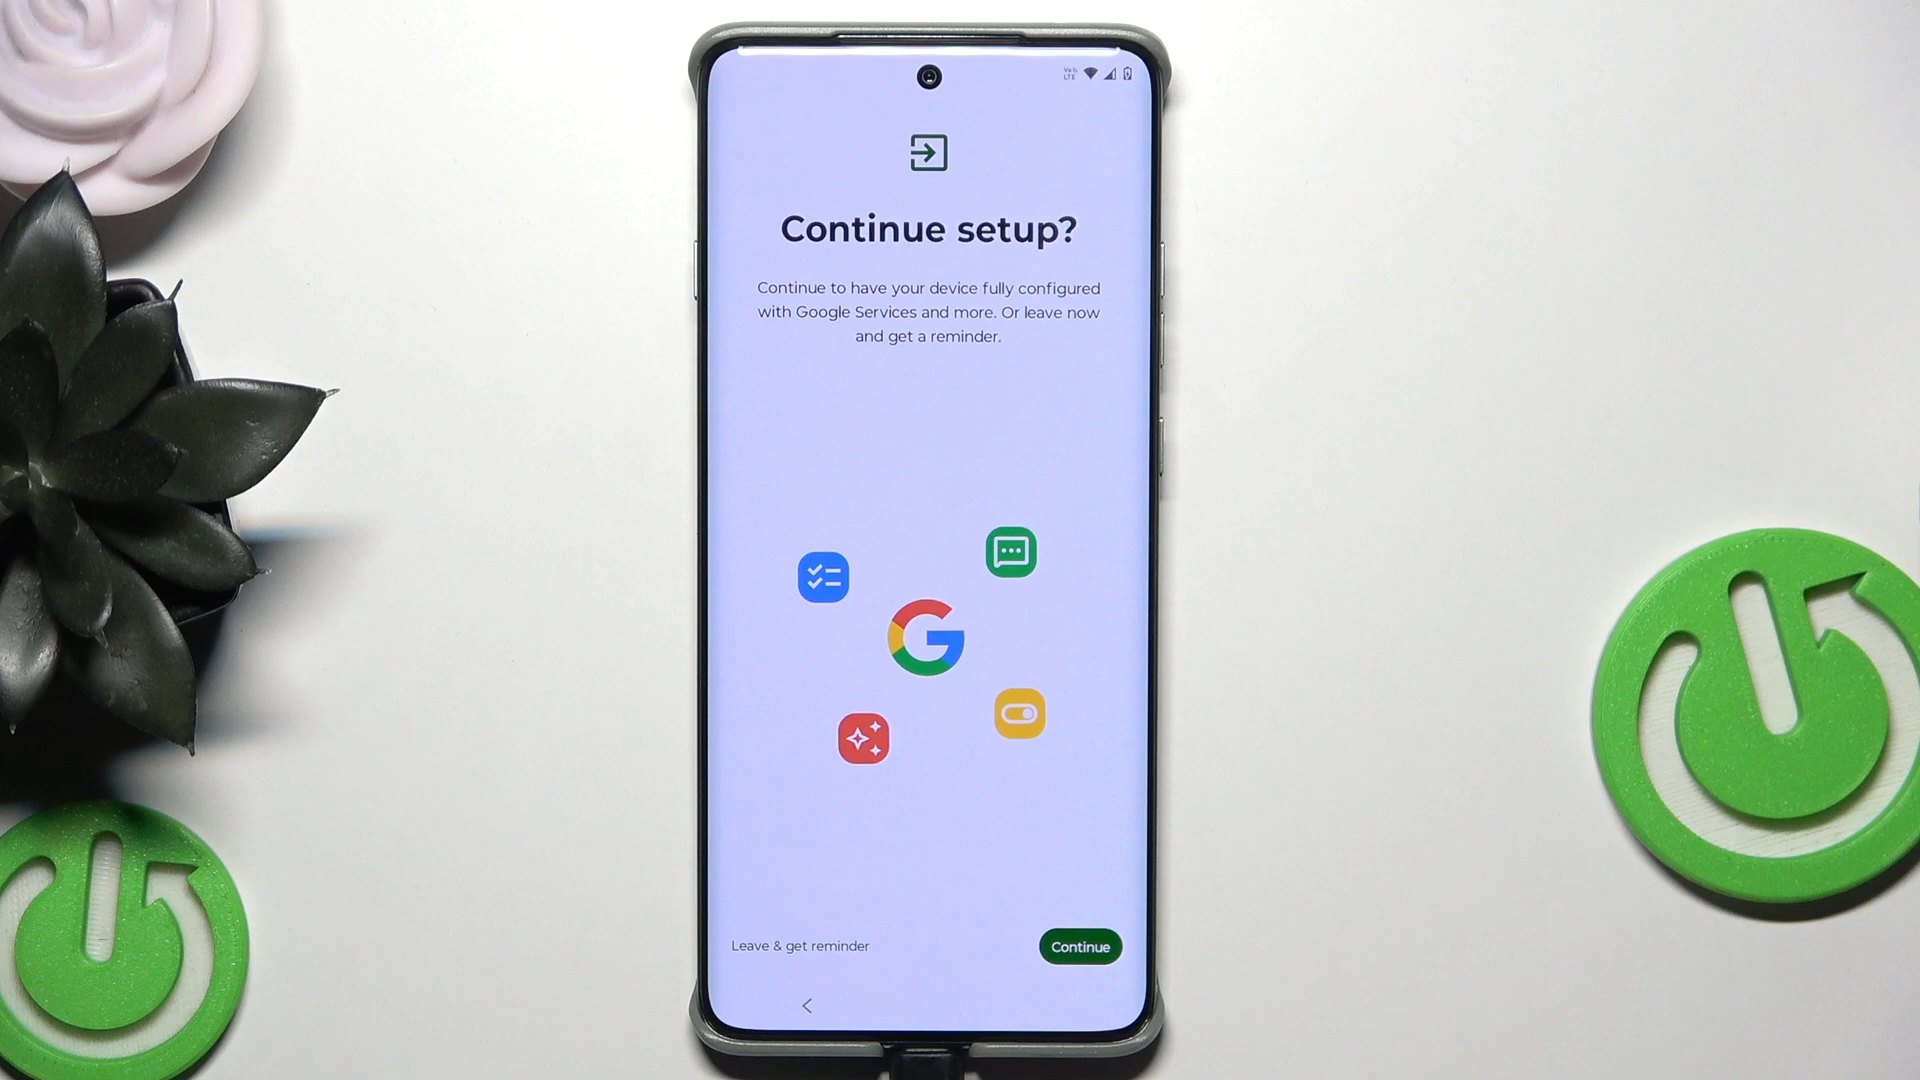 LTE
Continue setup?
Continue to have your device fully configured
with Google Services and more. Or leave now
and get a reminder.
G
Leave & get reminder
Continue